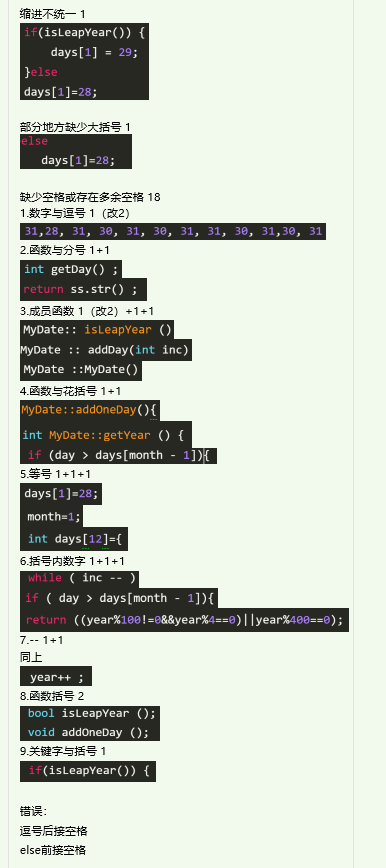 缩进不统一 1
if(isLeapYear()) {
days[1] = 29;
}else
days[1]=28;
部分地方缺少大括号 1
else
days[1]=28;
缺少空格或存在多余空格 18
1.数字与逗号 1（改2）
31,28, 31, 30, 31, 30, 31, 31, 30, 31,30, 31
2.函数与分号 1+1
int getDay() ;
return ss.str() ;
3.成员函数 1（改2）+1+1
MyDate:: isLeapYear ()
MyDate :: addDay(int inc)
MyDate ::MyDate()
4.函数与花括号 1+1
MyDate::addOneDay(){
int MyDate::getYear () {
if (day > days[month - 1]){
5.等号 1+1+1
days[1]=28;
month=1;
int days[12]={
6.括号内数字 1+1+1
while ( inc -- )
if ( day > days[month - 1]){
return ((year%100!=0&&year%4==0)||year%400==0);
7.-- 1+1
同上
year++ ;
8.函数括号 2
bool isLeapYear ();
void addOneDay ();
9.关键字与括号 1
if(isLeapYear()) {
错误：
逗号后接空格
else前接空格